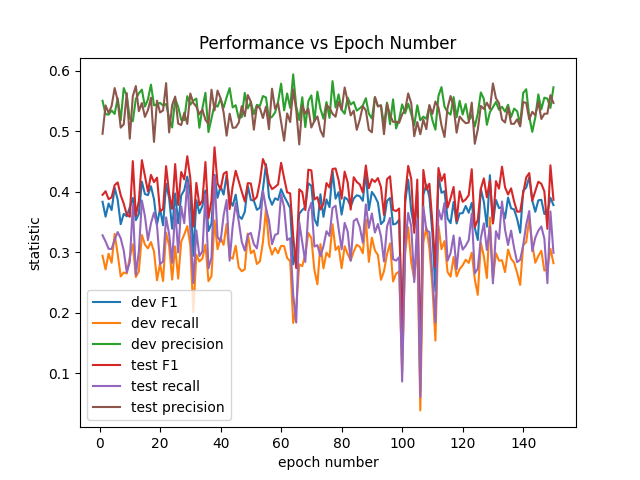 Performance vs Epoch Number
statistic
0.6
0.5
0.4
0.3
0.2
0.1
dev F1
dev recall
dev precision
test F1
test recall
test precision
0 20 40 60 80 100 120 140
epoch number